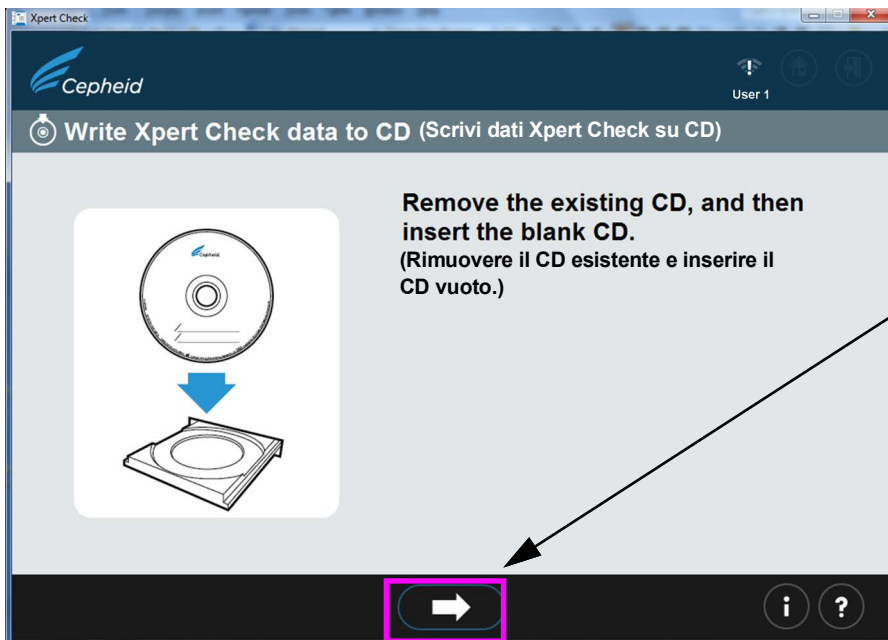 Xpert Check
Cepheid
User 1
Write Xpert Check data to CD (Scrivi dati Xpert Check su CD)
Remove the existing CD, and then
insert the blank CD.
(Rimuovere il CD esistente e inserire il
CD vuoto.)
Cepheid
i ?